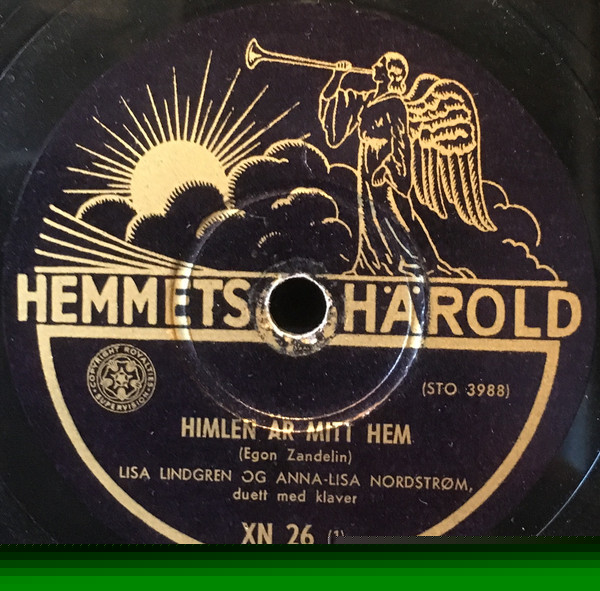 HEMMETS HÄROLD
COPYRIGHT ROYALTIES SUPERVISION
(STO 3988)
HIMLEN ÄR MITT HEM
(Egon Zandelin)
LISA LINDGREN OG ANNA-LISA NORDSTRØM,
duett med klaver
XN 26 (1)